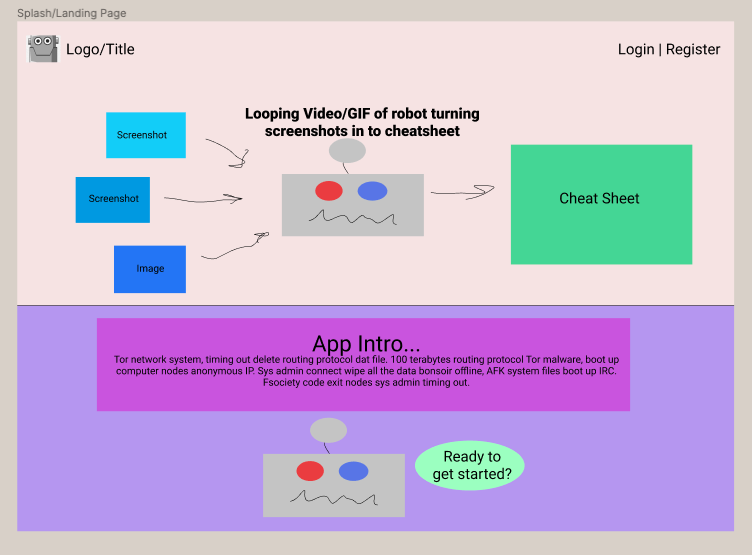 Splash/Landing Page
Logo/Title
Login | Register
Looping Video/GIF of robot turning
screenshots in to cheatsheet
Screenshot
Screenshot
Image
Cheat Sheet
App Intro...
Tor network system, timing out delete routing protocol dat file. 100 terabytes routing protocol Tor malware, boot up
computer nodes anonymous IP. Sys admin connect wipe all the data bonsoir offline, AFK system files boot up IRC.
Fsociety code exit nodes sys admin timing out.
Ready to
get started?